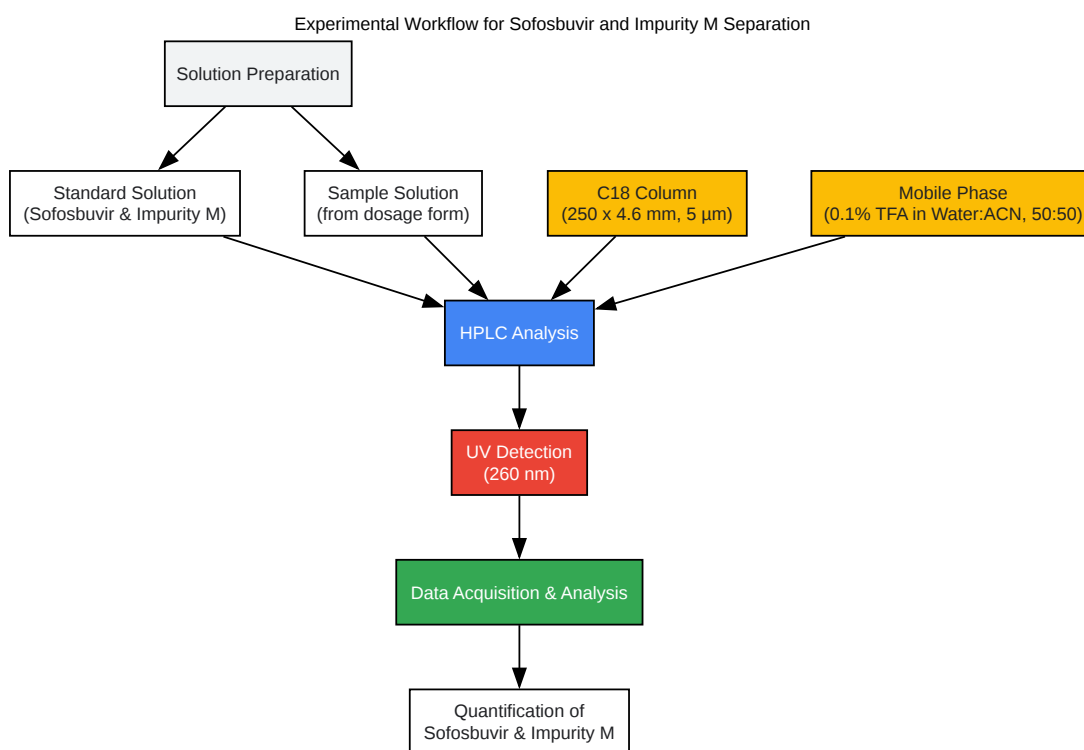 Experimental Workflow for Sofosbuvir and Impurity M Separation
Solution Preparation
Standard Solution
(Sofosbuvir & Impurity M)
Sample Solution
(from dosage form)
C18 Column
(250 x 4.6 mm, 5 µm)
Mobile Phase
(0.1% TFA in Water:ACN, 50:50)
HPLC Analysis
UV Detection
(260 nm)
Data Acquisition & Analysis
Quantification of
Sofosbuvir & Impurity M